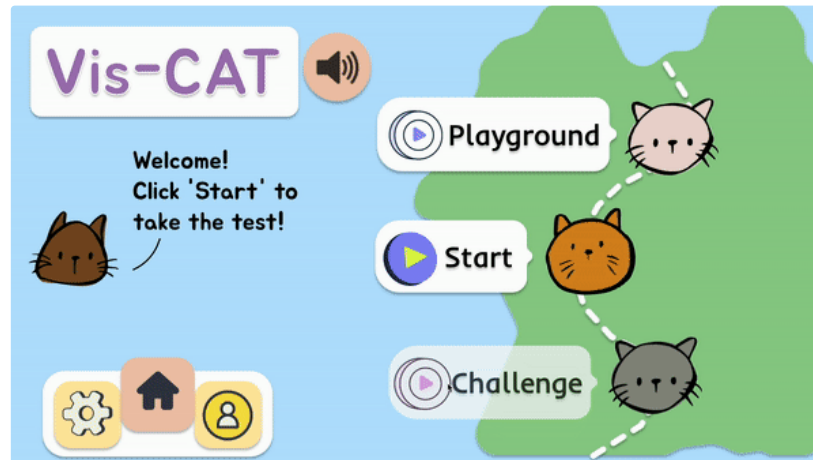 Vis-CAT
Welcome!
Click 'Start' to
take the test!
Playground
Start
Challenge